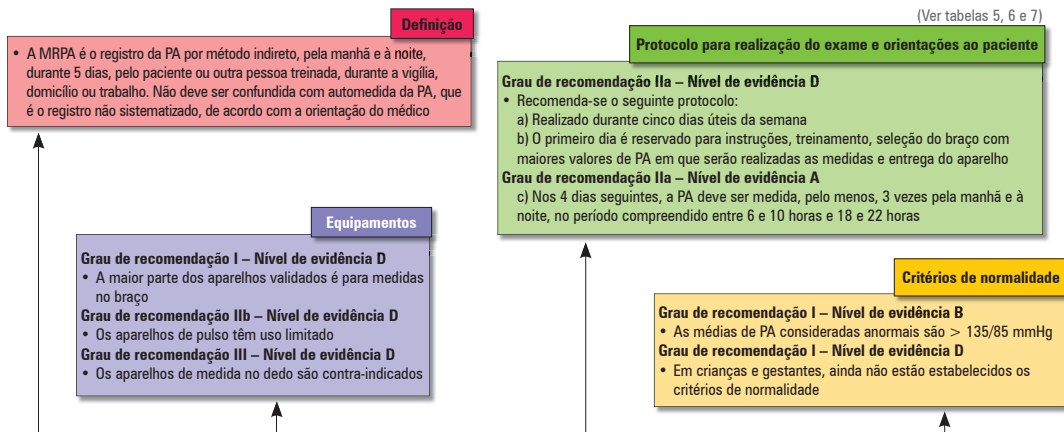 Definição
• A MRPA é o registro da PA por método indireto, pela manhã e à noite,
durante 5 dias, pelo paciente ou outra pessoa treinada, durante a vigília,
domicílio ou trabalho. Não deve ser confundida com automedida da PA, que
é o registro não sistematizado, de acordo com a orientação do médico
(Ver tabelas 5, 6 e 7)
Protocolo para realização do exame e orientações ao paciente
Grau de recomendação IIa – Nível de evidência D
• Recomenda-se o seguinte protocolo:
a) Realizado durante cinco dias úteis da semana
b) O primeiro dia é reservado para instruções, treinamento, seleção do braço com
maiores valores de PA em que serão realizadas as medidas e entrega do aparelho
Grau de recomendação IIa – Nível de evidência A
c) Nos 4 dias seguintes, a PA deve ser medida, pelo menos, 3 vezes pela manhã e à
noite, no período compreendido entre 6 e 10 horas e 18 e 22 horas
Equipamentos
Grau de recomendação I – Nível de evidência D
• A maior parte dos aparelhos validados é para medidas
no braço
Grau de recomendação IIb – Nível de evidência D
• Os aparelhos de pulso têm uso limitado
Grau de recomendação III – Nível de evidência D
• Os aparelhos de medida no dedo são contra-indicados
Critérios de normalidade
Grau de recomendação I – Nível de evidência B
• As médias de PA consideradas anormais são > 135/85 mmHg
Grau de recomendação I – Nível de evidência D
• Em crianças e gestantes, ainda não estão estabelecidos os
critérios de normalidade